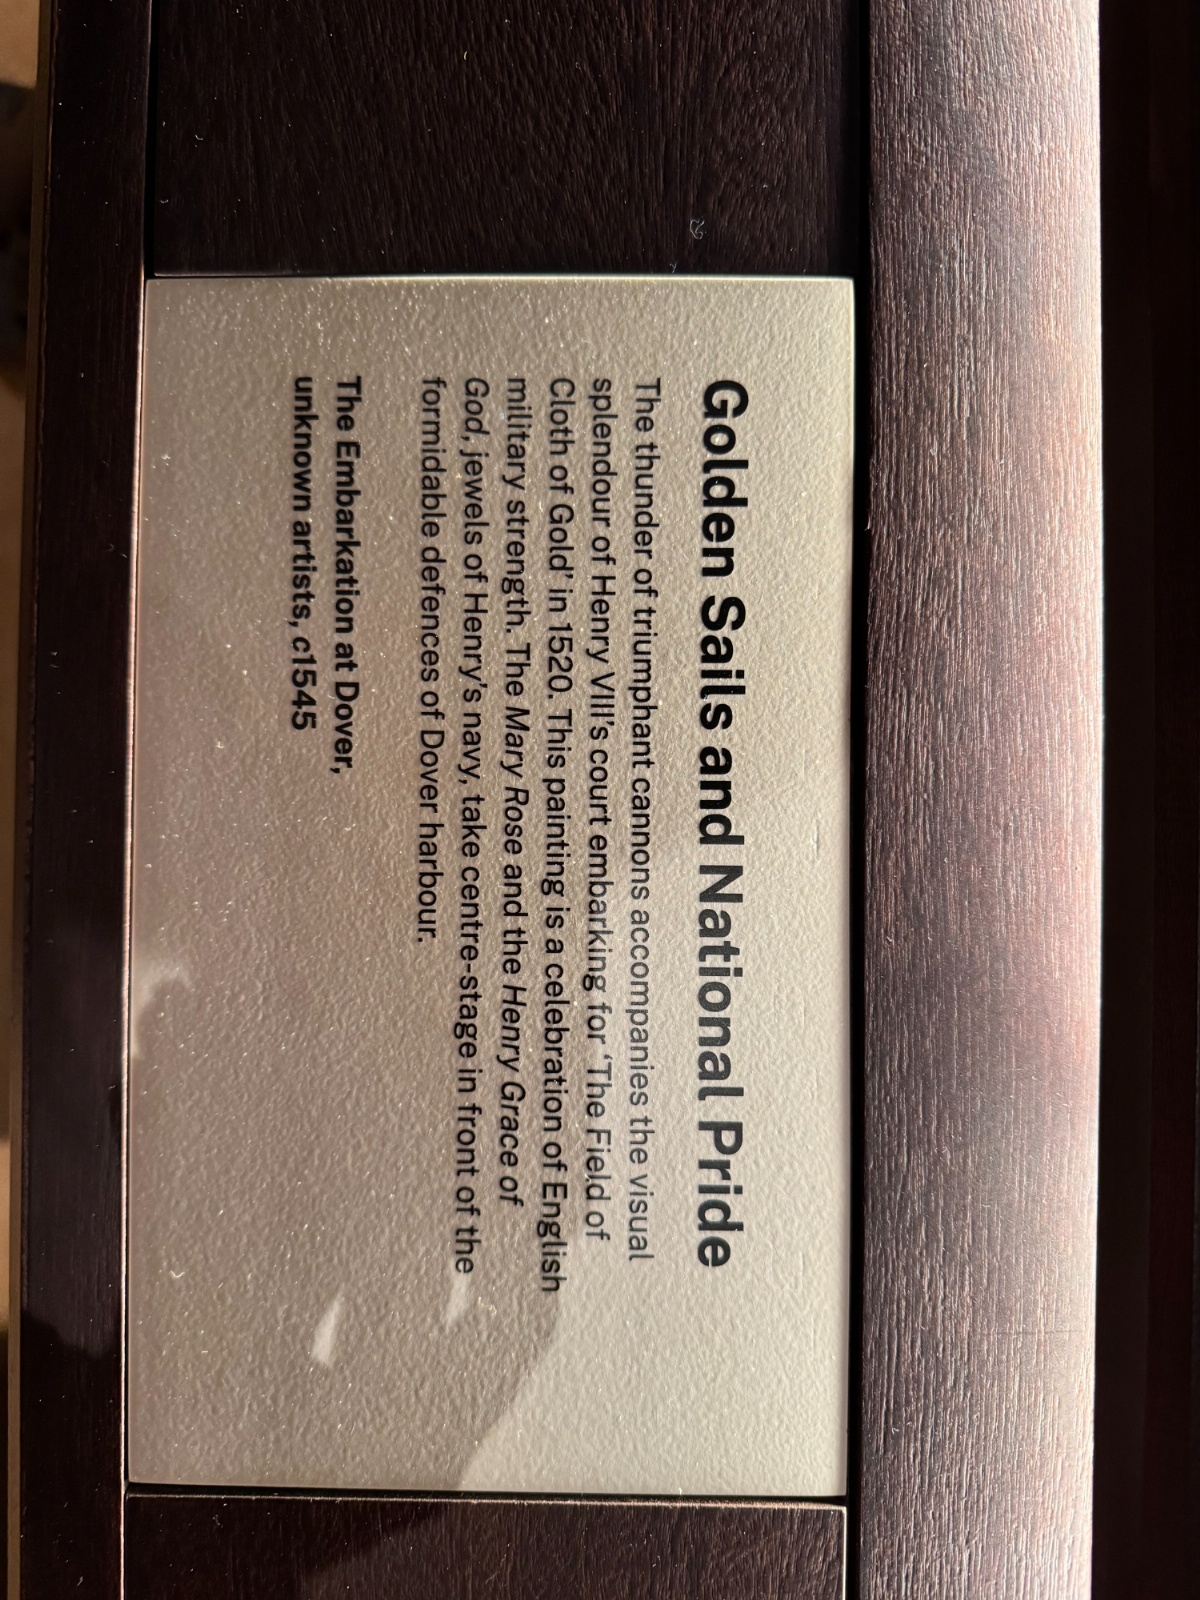 Golden Sails and National Pride
The thunder of triumphant cannons accompanies the visual
splendour of Henry VIII's court embarking for ‘The Field of
Cloth of Gold’ in 1520. This painting is a celebration of English
military strength. The Mary Rose and the Henry Grace of
God, jewels of Henry's navy, take centre-stage in front of the
formidable defences of Dover harbour.
The Embarkation at Dover,
unknown artists, c1545